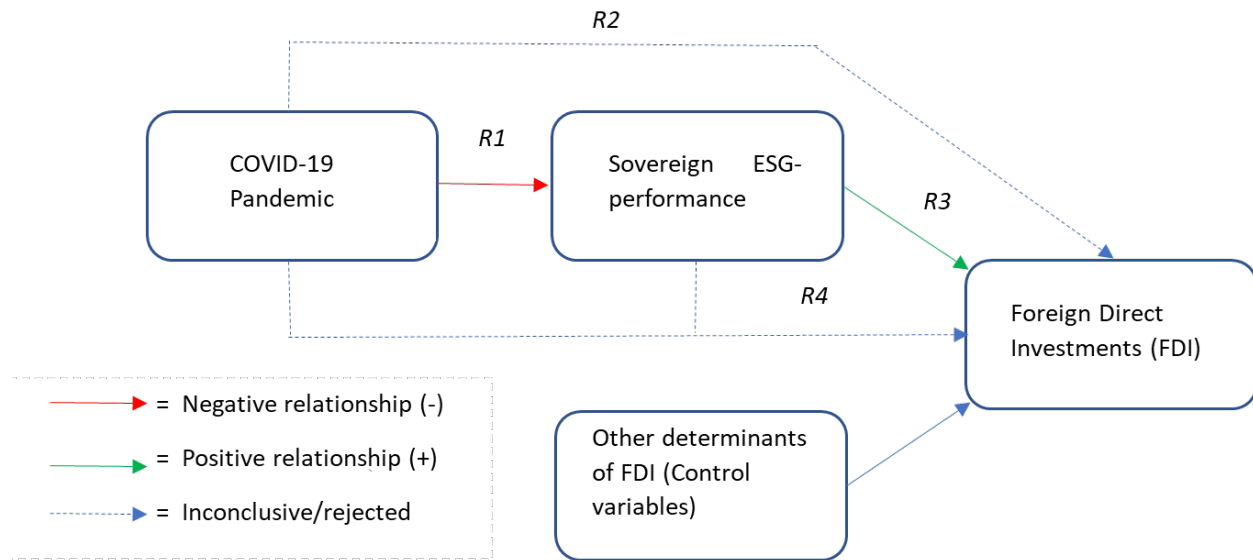 R2
COVID-19
Pandemic
R1
Sovereign ESG-
performance
R3
R4
Foreign Direct
Investments (FDI)
= Negative relationship (-)
= Positive relationship (+)
= Inconclusive/rejected
Other determinants
of FDI (Control
variables)